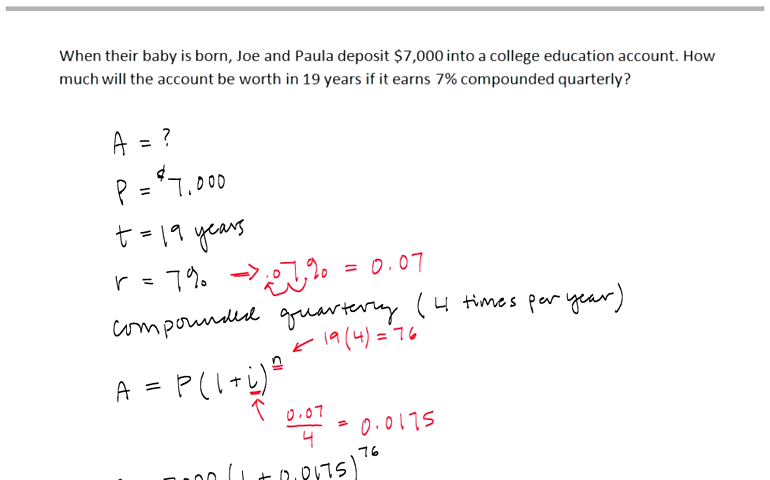 When their baby is born, Joe and Paula deposit $7,000 into a college education account. How
much will the account be worth in 19 years if it earns 7% compounded quarterly?
A = ?
P = $7,000
t = 19 years
r = 7% → .07.% = 0.07
compounded quarterly (4 times per year)
← 19(4) = 76
A = P(1+i)^n
↑ 0.07/4 = 0.0175
(1 + 0.0175)^76